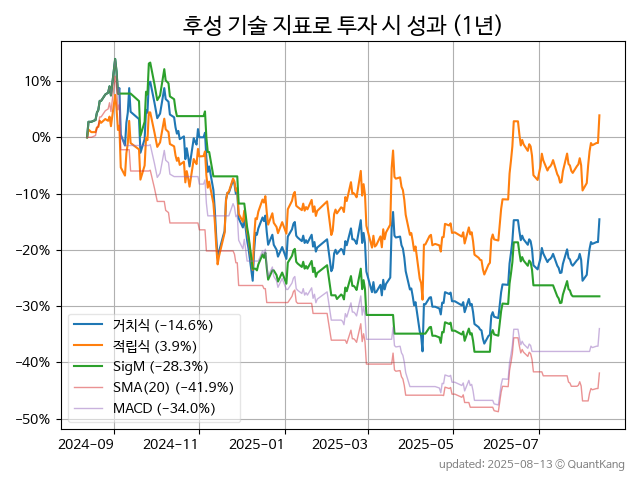 후성 기술 지표로 투자 시 성과 (1년)
10%
0%
−10%
−20%
−30%
−40%
−50%
거치식 (−14.6%)
적립식 (3.9%)
SigM (−28.3%)
SMA(20) (−41.9%)
MACD (−34.0%)
2024-09 2024-11 2025-01 2025-03 2025-05 2025-07
updated: 2025-08-13 © QuantKang